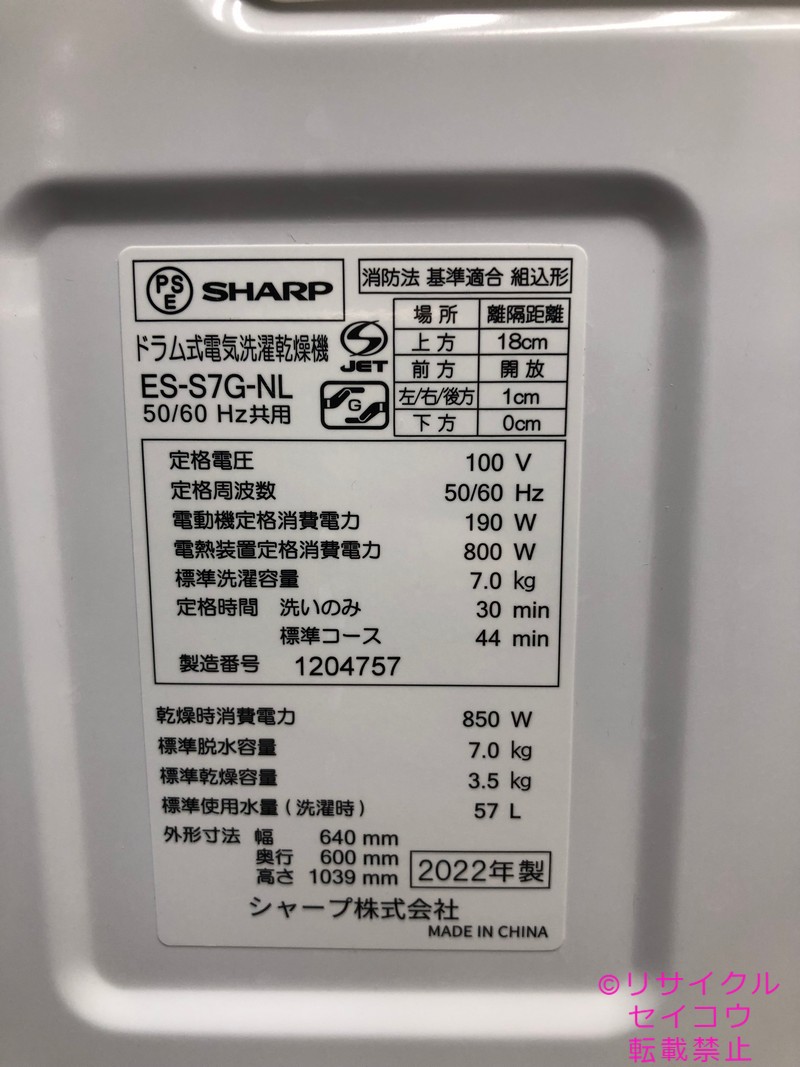 PS
E
SHARP
消防法 基準適合 組込形
ドラム式電気洗濯乾燥機
JET
ES-S7G-NL
G
50/60 Hz共用
場所 離隔距離
上方 18cm
前方 開放
左/右/後方 1cm
下方 0cm
定格電圧 100 V
定格周波数 50/60 Hz
電動機定格消費電力 190 W
電熱装置定格消費電力 800 W
標準洗濯容量 7.0 kg
定格時間 洗いのみ 30 min
標準コース 44 min
製造番号 1204757
乾燥時消費電力 850 W
標準脱水容量 7.0 kg
標準乾燥容量 3.5 kg
標準使用水量(洗濯時) 57 L
外形寸法 幅 640 mm
奥行 600 mm
高さ 1039 mm
2022年製
シャープ株式会社
MADE IN CHINA
©リサイクル
セイコウ
転載禁止